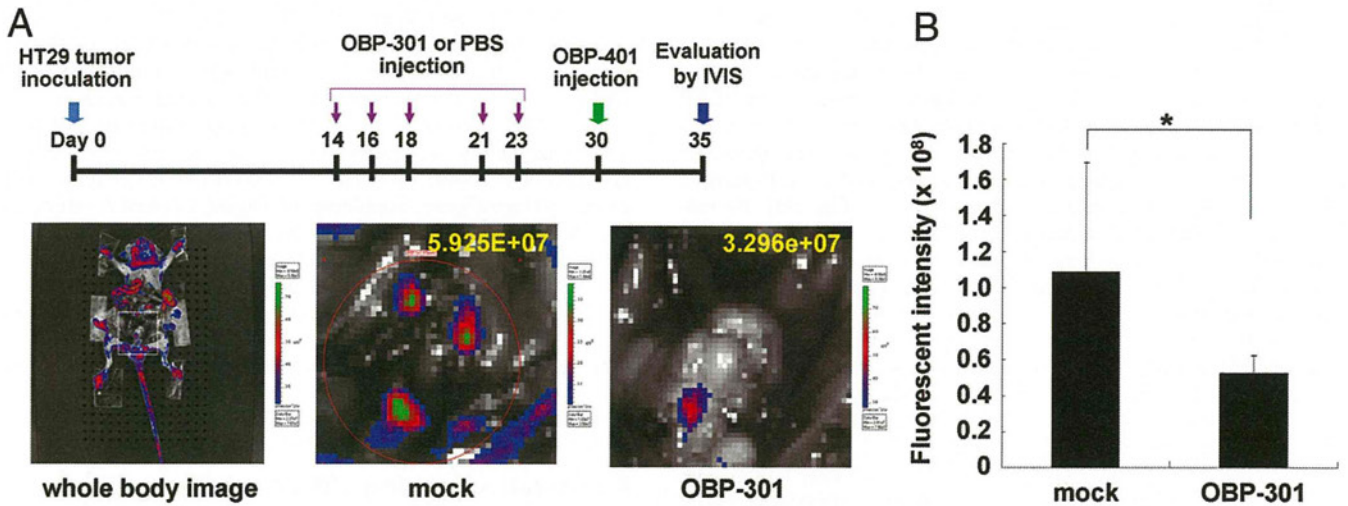 A
HT29 tumor
inoculation
OBP-301 or PBS
injection
OBP-401
injection
Evaluation
by IVIS
Day 0
14 16 18 21 23 30 35
5.925E+07
3.296e+07
whole body image
mock
OBP-301
B
*
Fluorescent intensity (x 10⁸)
1.8
1.6
1.4
1.2
1.0
0.8
0.6
0.4
0.2
0
mock
OBP-301